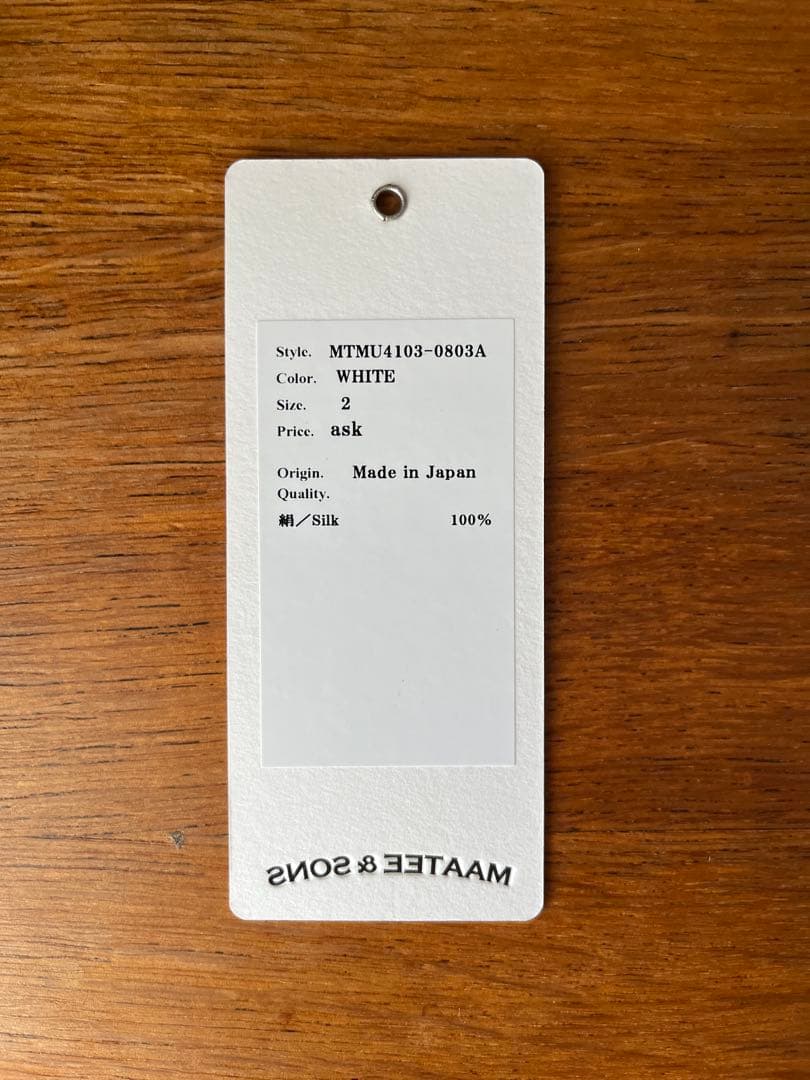 Style. MTMU4103-0803A
Color. WHITE
Size. 2
Price. ask
Origin. Made in Japan
Quality.
絹／Silk 100%
MAATEE & SONS